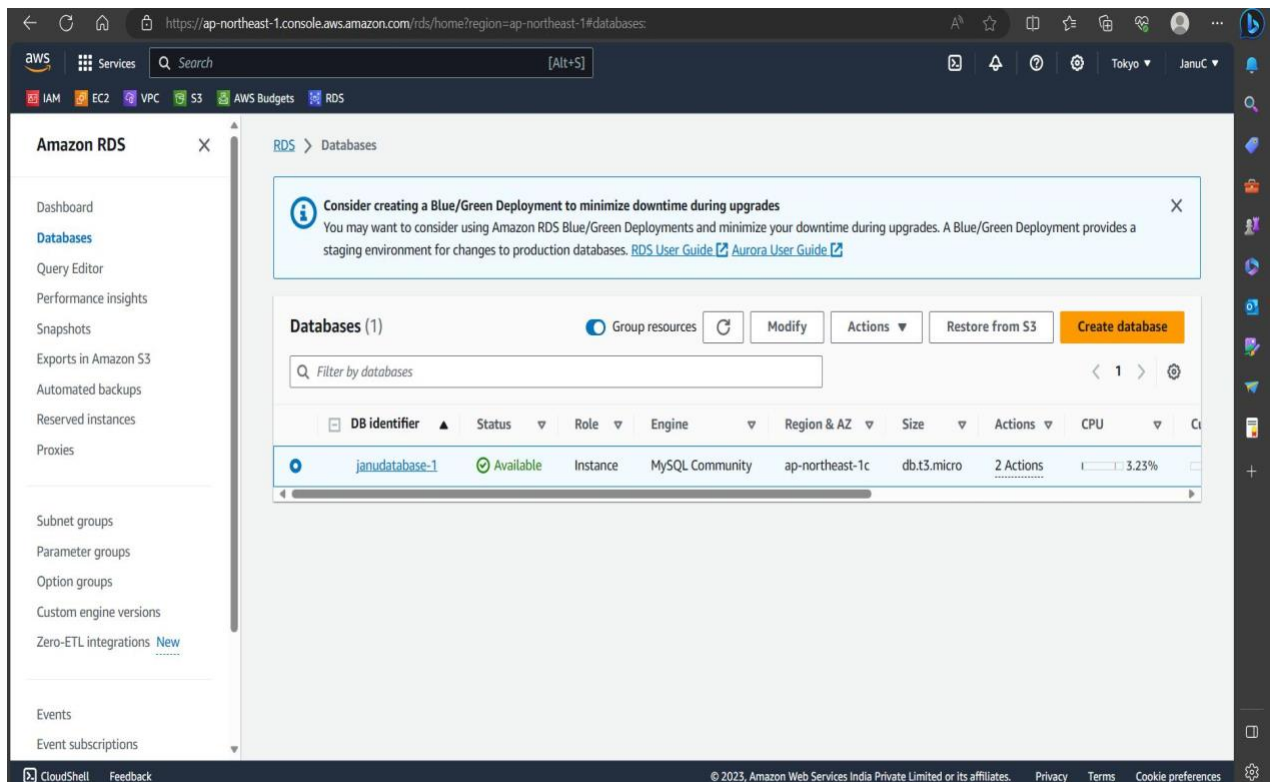 https://ap-northeast-1.console.aws.amazon.com/rds/home?region=ap-northeast-1#databases:
aws Services Search [Alt+S] Tokyo ▼ JanuC ▼
IAM EC2 VPC S3 AWS Budgets RDS
Amazon RDS
Dashboard
Databases
Query Editor
Performance insights
Snapshots
Exports in Amazon S3
Automated backups
Reserved instances
Proxies
Subnet groups
Parameter groups
Option groups
Custom engine versions
Zero-ETL integrations New
Events
Event subscriptions
RDS > Databases
Consider creating a Blue/Green Deployment to minimize downtime during upgrades
You may want to consider using Amazon RDS Blue/Green Deployments and minimize your downtime during upgrades. A Blue/Green Deployment provides a
staging environment for changes to production databases. RDS User Guide Aurora User Guide
Databases (1) Group resources Modify Actions ▼ Restore from S3 Create database
Filter by databases < 1 >
DB identifier ▲ Status Role Engine Region & AZ Size Actions CPU
janudatabase-1 Available Instance MySQL Community ap-northeast-1c db.t3.micro 2 Actions 3.23%
CloudShell Feedback © 2023, Amazon Web Services India Private Limited or its affiliates. Privacy Terms Cookie preferences